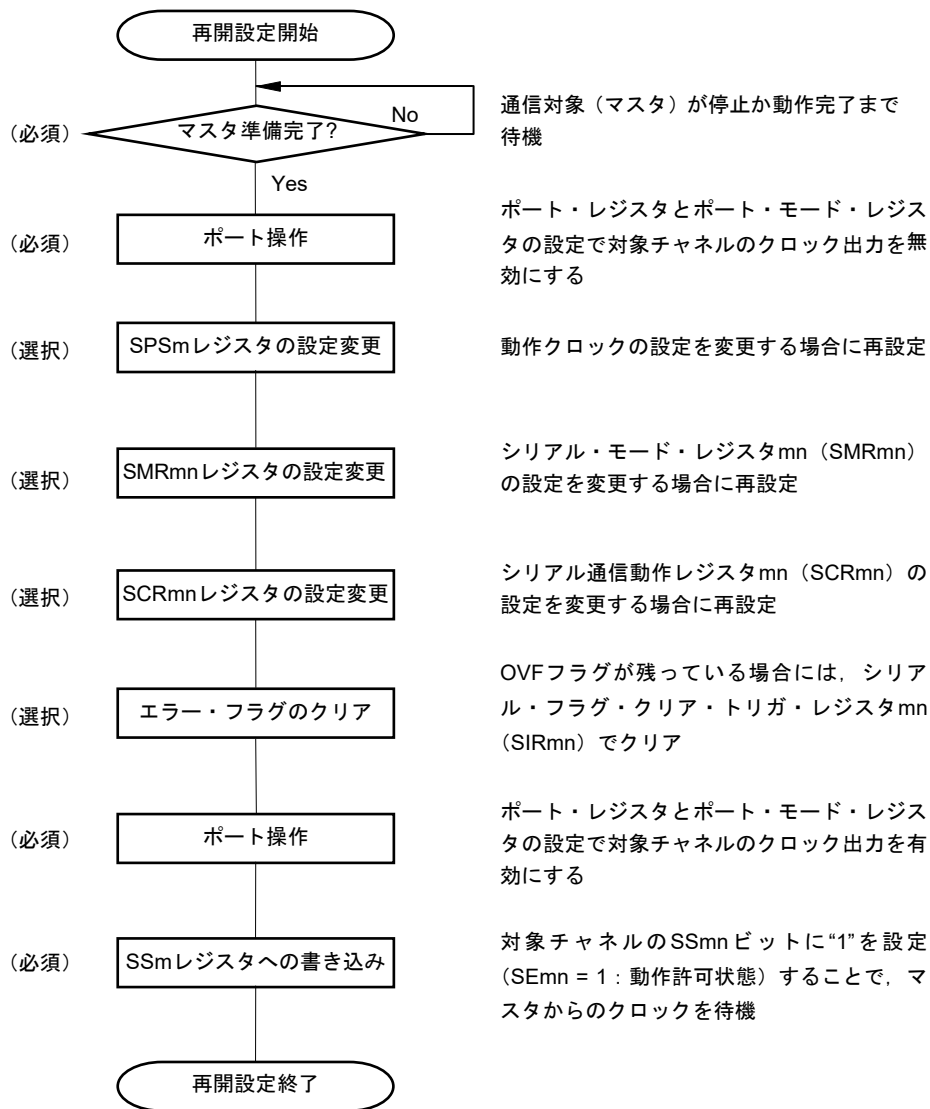 再開設定開始
(必須)
マスタ準備完了?
No
Yes
通信対象(マスタ)が停止か動作完了まで
待機
(必須)
ポート操作
ポート・レジスタとポート・モード・レジス
タの設定で対象チャネルのクロック出力を無
効にする
(選択)
SPSmレジスタの設定変更
動作クロックの設定を変更する場合に再設定
(選択)
SMRmnレジスタの設定変更
シリアル・モード・レジスタmn(SMRmn)
の設定を変更する場合に再設定
(選択)
SCRmnレジスタの設定変更
シリアル通信動作レジスタmn(SCRmn)の
設定を変更する場合に再設定
(選択)
エラー・フラグのクリア
OVFフラグが残っている場合には,シリア
ル・フラグ・クリア・トリガ・レジスタmn
(SIRmn)でクリア
(必須)
ポート操作
ポート・レジスタとポート・モード・レジス
タの設定で対象チャネルのクロック出力を有
効にする
(必須)
SSmレジスタへの書き込み
対象チャネルのSSmnビットに“1”を設定
(SEmn = 1:動作許可状態)することで,マ
スタからのクロックを待機
再開設定終了